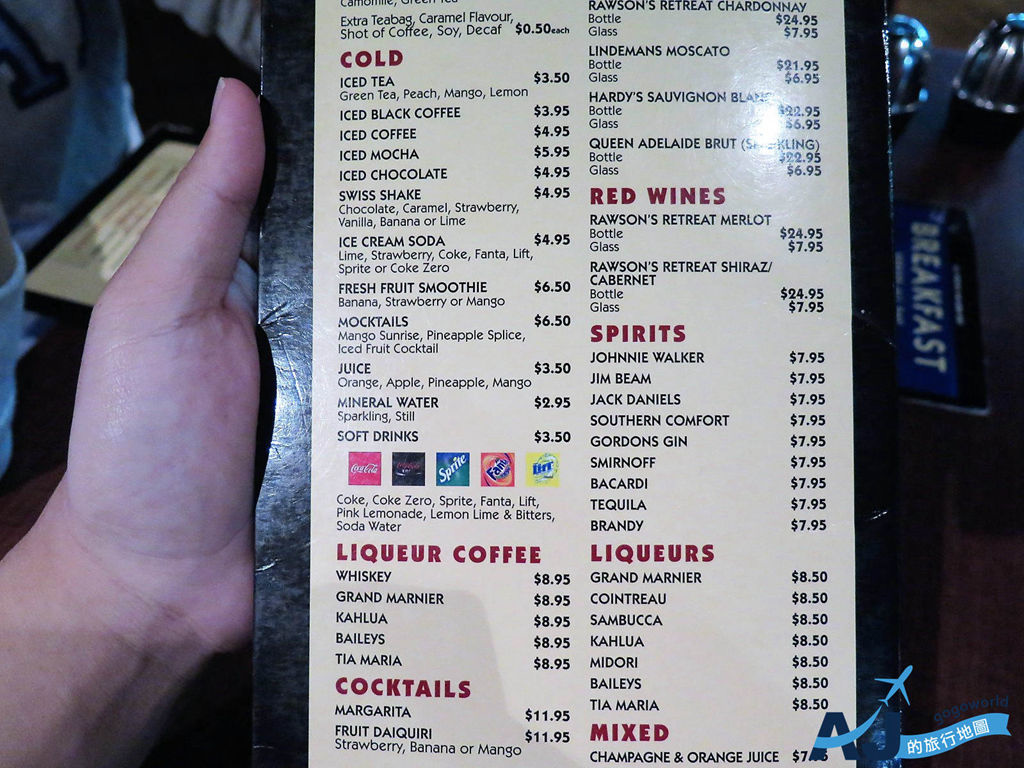 Camomile, Green Tea
Extra Teabag, Caramel Flavour,
Shot of Coffee, Soy, Decaf $0.50each
COLD
ICED TEA $3.50
Green Tea, Peach, Mango, Lemon
ICED BLACK COFFEE $3.95
ICED COFFEE $4.95
ICED MOCHA $5.95
ICED CHOCOLATE $4.95
SWISS SHAKE $4.95
Chocolate, Caramel, Strawberry,
Vanilla, Banana or Lime
ICE CREAM SODA $4.95
Lime, Strawberry, Coke, Fanta, Lift,
Sprite or Coke Zero
FRESH FRUIT SMOOTHIE $6.50
Banana, Strawberry or Mango
MOCKTAILS $6.50
Mango Sunrise, Pineapple Splice,
Iced Fruit Cocktail
JUICE $3.50
Orange, Apple, Pineapple, Mango
MINERAL WATER $2.95
Sparkling, Still
SOFT DRINKS $3.50
Coca-Cola Sprite Fanta Lift
Coke, Coke Zero, Sprite, Fanta, Lift,
Pink Lemonade, Lemon Lime & Bitters,
Soda Water
LIQUEUR COFFEE
WHISKEY $8.95
GRAND MARNIER $8.95
KAHLUA $8.95
BAILEYS $8.95
TIA MARIA $8.95
COCKTAILS
MARGARITA $11.95
FRUIT DAIQUIRI $11.95
Strawberry, Banana or Mango
RAWSON'S RETREAT CHARDONNAY
Bottle $24.95
Glass $7.95
LINDEMANS MOSCATO
Bottle $21.95
Glass $6.95
HARDY'S SAUVIGNON BLANC
Bottle $22.95
Glass $6.95
QUEEN ADELAIDE BRUT (SPARKLING)
Bottle $22.95
Glass $6.95
RED WINES
RAWSON'S RETREAT MERLOT
Bottle $24.95
Glass $7.95
RAWSON'S RETREAT SHIRAZ/
CABERNET
Bottle $24.95
Glass $7.95
SPIRITS
JOHNNIE WALKER $7.95
JIM BEAM $7.95
JACK DANIELS $7.95
SOUTHERN COMFORT $7.95
GORDONS GIN $7.95
SMIRNOFF $7.95
BACARDI $7.95
TEQUILA $7.95
BRANDY $7.95
LIQUEURS
GRAND MARNIER $8.50
COINTREAU $8.50
SAMBUCCA $8.50
KAHLUA $8.50
MIDORI $8.50
BAILEYS $8.50
TIA MARIA $8.50
MIXED
CHAMPAGNE & ORANGE JUICE
BREAKFAST
gogoworld
AJ
的旅行地圖